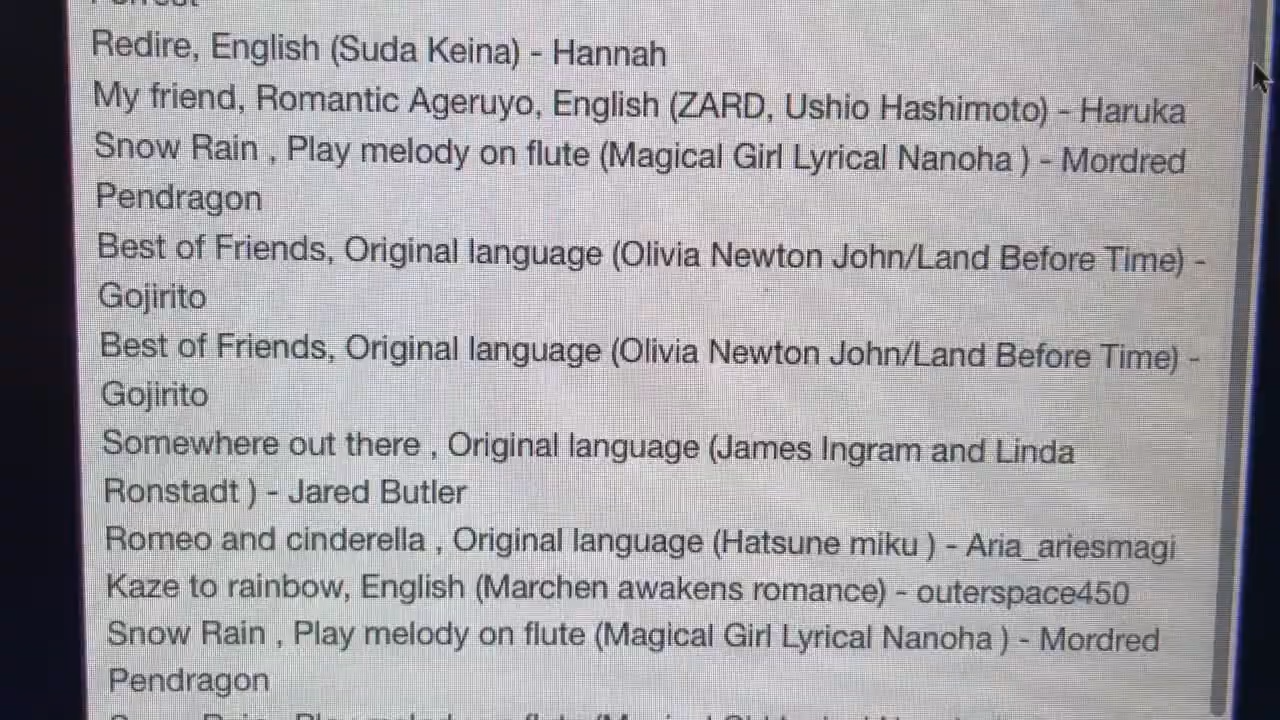 Redire, English (Suda Keina) - Hannah
My friend, Romantic Ageruyo, English (ZARD, Ushio Hashimoto) - Haruka
Snow Rain , Play melody on flute (Magical Girl Lyrical Nanoha ) - Mordred
Pendragon
Best of Friends, Original language (Olivia Newton John/Land Before Time) -
Gojirito
Best of Friends, Original language (Olivia Newton John/Land Before Time) -
Gojirito
Somewhere out there , Original language (James Ingram and Linda
Ronstadt ) - Jared Butler
Romeo and cinderella , Original language (Hatsune miku ) - Aria_ariesmagi
Kaze to rainbow, English (Marchen awakens romance) - outerspace450
Snow Rain , Play melody on flute (Magical Girl Lyrical Nanoha ) - Mordred
Pendragon